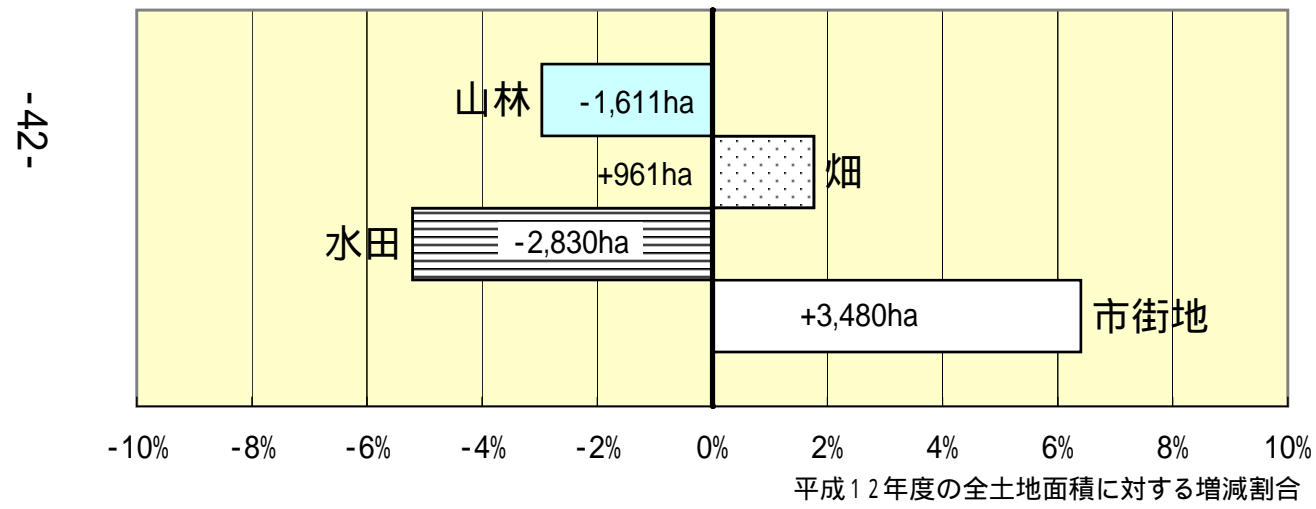 -42-
山林 -1,611ha
+961ha 畑
水田 -2,830ha
+3,480ha 市街地
-10% -8% -6% -4% -2% 0% 2% 4% 6% 8% 10%
平成12年度の全土地面積に対する増減割合